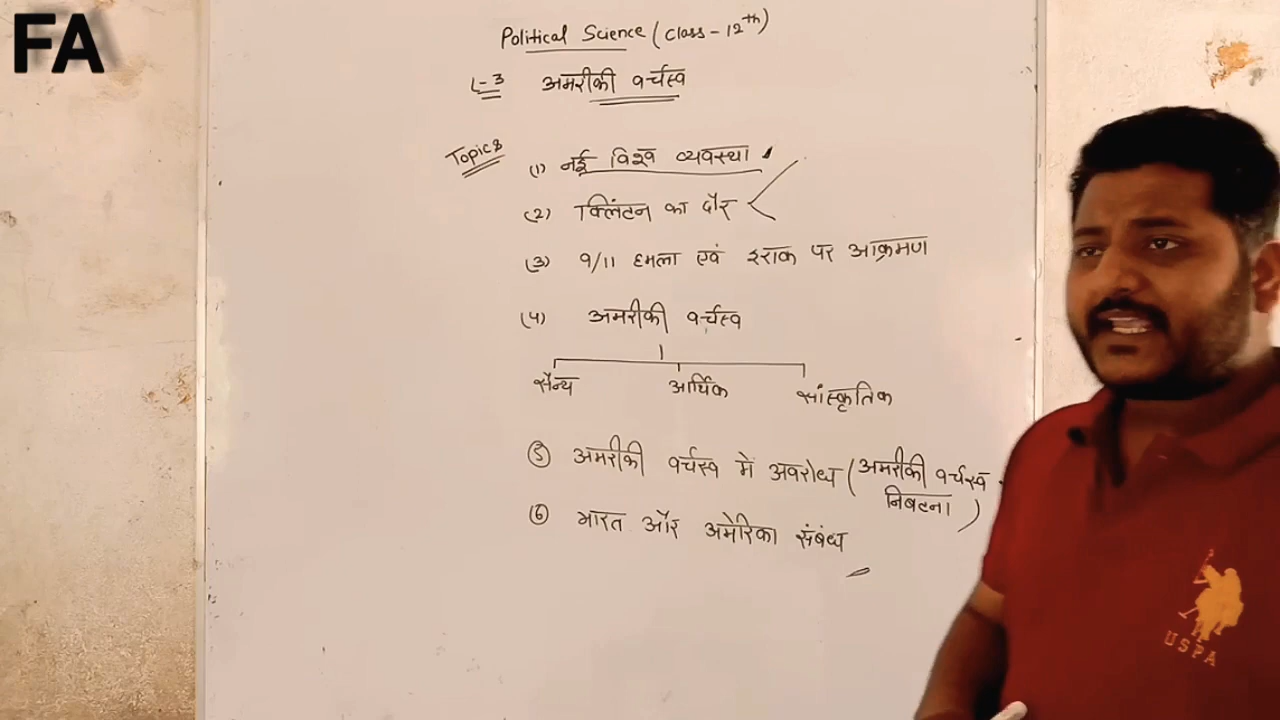 FA
Political Science (Class - 12th)
L-3 अमरीकी वर्चस्व
Topics
(1) नई विश्व व्यवस्था
(2) क्लिंटन का दौर
(3) 9/11 हमला एवं इराक पर आक्रमण
(4) अमरीकी वर्चस्व
सैन्य आर्थिक सांस्कृतिक
(5) अमरीकी वर्चस्व में अवरोध (अमरीकी वर्चस्व
निबटना)
(6) भारत और अमेरिका संबंध
USPA